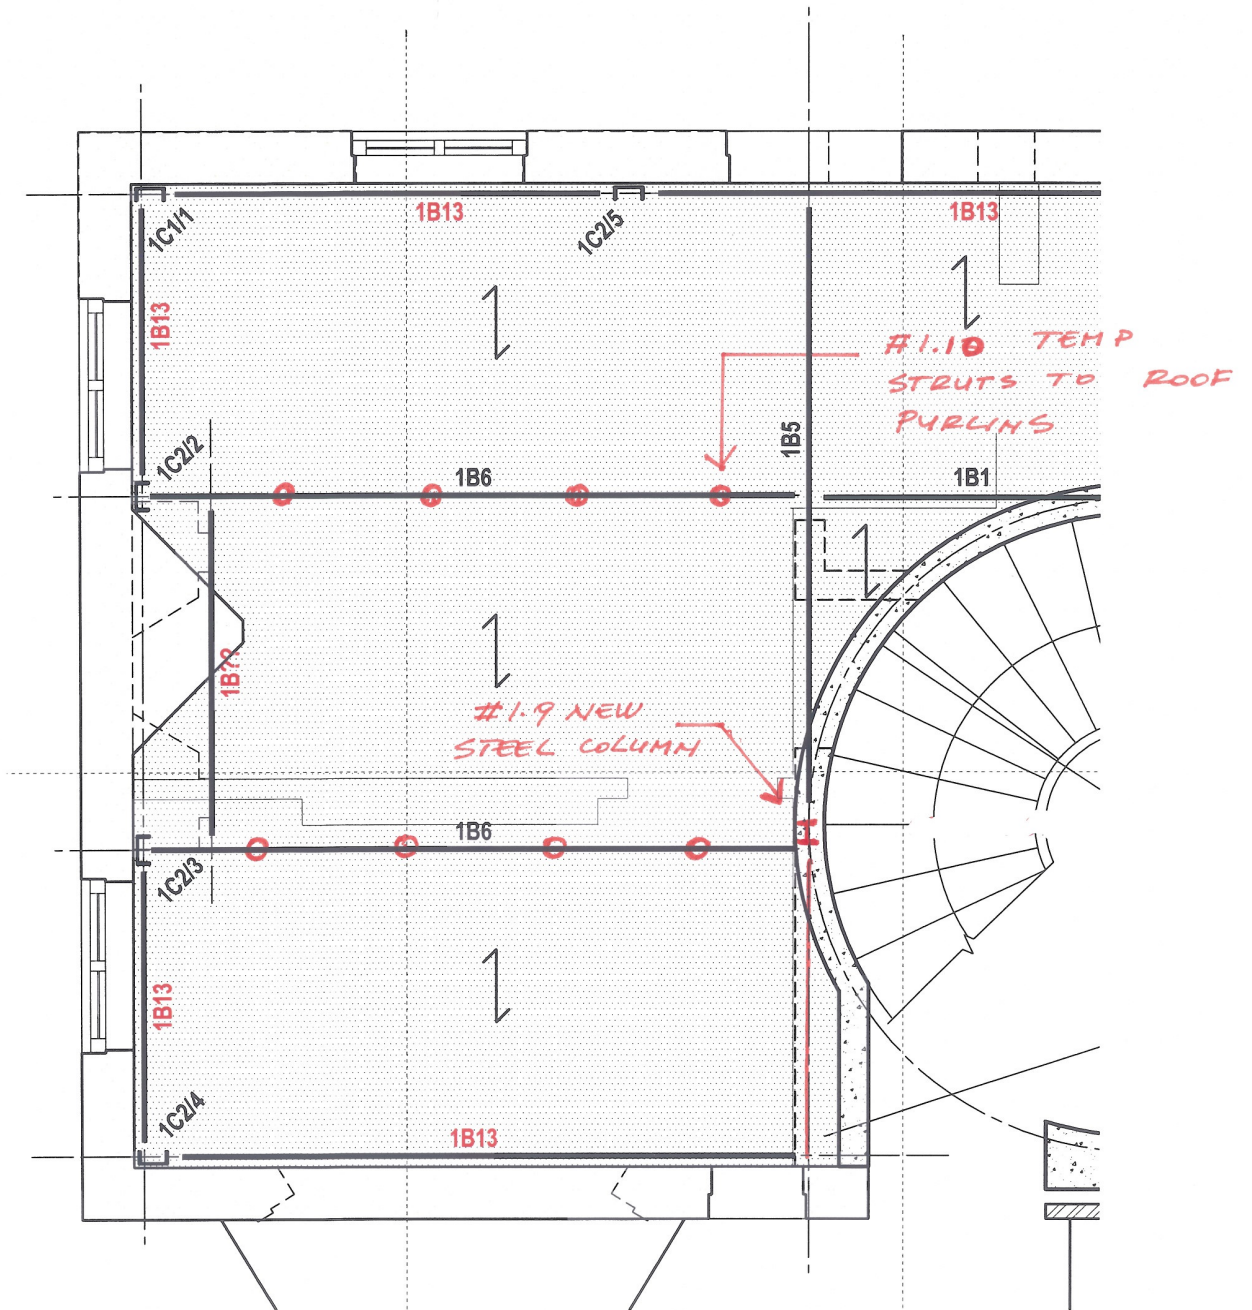 1B13
1B13
1C1/1
1C2/5
1B13
#1.10 TEMP
STRUTS TO ROOF
PURLINS
1B5
1C2/2
1B6
1B1
1B??
#1.9 NEW
STEEL COLUMN
1B6
1C2/3
1B13
1C2/4
1B13